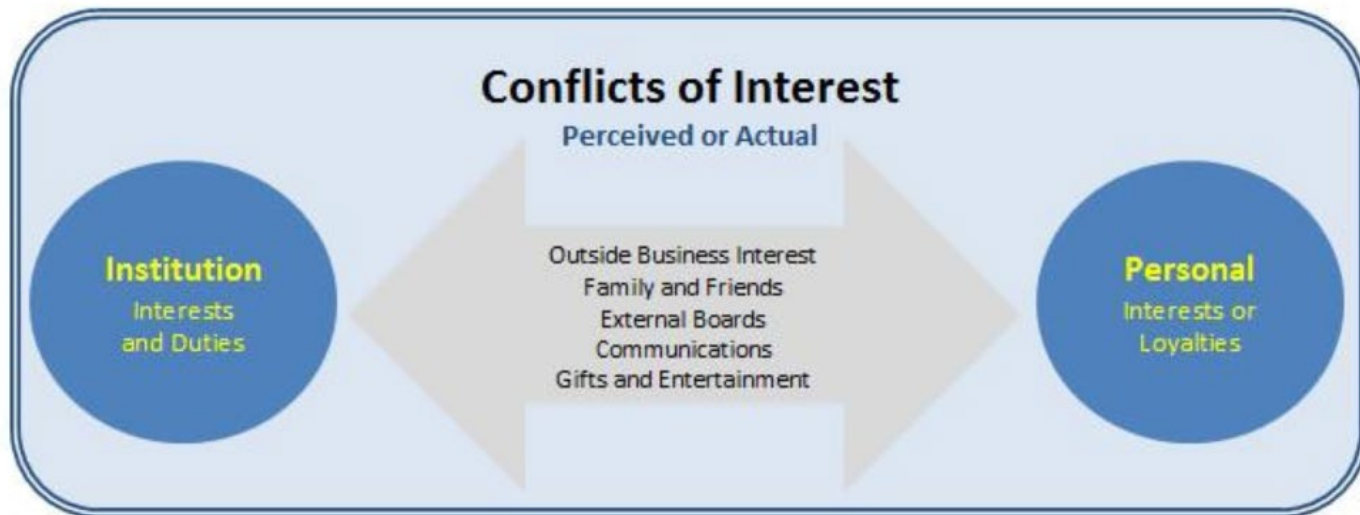 Conflicts of Interest
Perceived or Actual
Institution
Interests
and Duties
Outside Business Interest
Family and Friends
External Boards
Communications
Gifts and Entertainment
Personal
Interests or
Loyalties